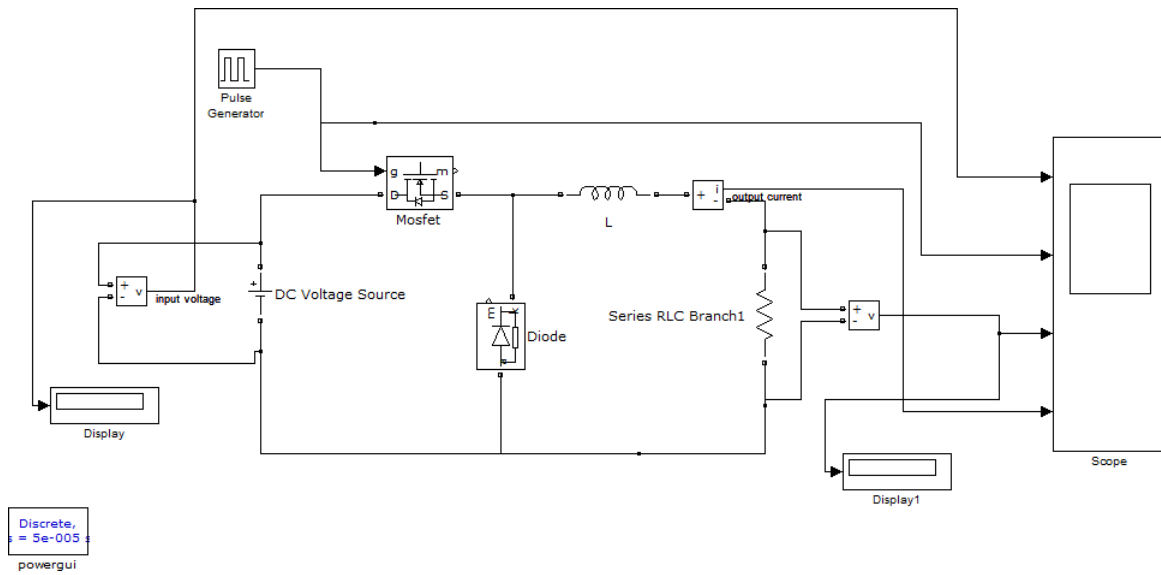 Pulse
Generator
g
m
D
S
Mosfet
+
i
-
output current
L
+
-
v
input voltage
+
DC Voltage Source
Diode
Series RLC Branch1
+
-
v
Display
Display1
Scope
Discrete,
s = 5e-005 s
powergui